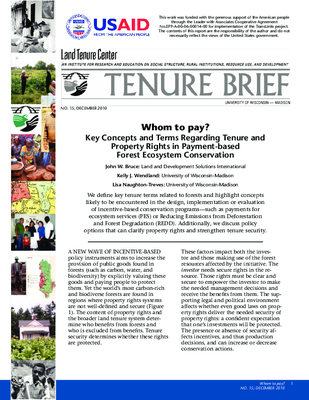 USAID
FROM THE AMERICAN PEOPLE
This work was funded with the generous support of the American people
through the Leader with Associates Cooperative Agreement
No.EPP-A-00-06-00014-00 for implementation of the TransLinks project.
The contents of this report are the responsibility of the author and do not
necessarily reflect the views of the United States government.
Land Tenure Center
AN INSTITUTE FOR RESEARCH AND EDUCATION ON SOCIAL STRUCTURE, RURAL INSTITUTIONS, RESOURCE USE, AND DEVELOPMENT
TENURE BRIEF
UNIVERSITY OF WISCONSIN — MADISON
NO. 15; DECEMBER 2010
Whom to pay?
Key Concepts and Terms Regarding Tenure and
Property Rights in Payment-based
Forest Ecosystem Conservation
John W. Bruce: Land and Development Solutions International
Kelly J. Wendland: University of Wisconsin-Madison
Lisa Naughton-Treves: University of Wisconsin-Madison
We define key tenure terms related to forests and highlight concepts
likely to be encountered in the design, implementation or evaluation
of incentive-based conservation programs—such as payments for
ecosystem services (PES) or Reducing Emissions from Deforestation
and Forest Degradation (REDD). Additionally, we discuss policy
options that can clarify property rights and strengthen tenure security.
A NEW WAVE OF INCENTIVE-BASED
policy instruments aims to increase the
provision of public goods found in
forests (such as carbon, water, and
biodiversity) by explicitly valuing these
goods and paying people to protect
them. Yet the world's most carbon-rich
and biodiverse forests are found in
regions where property rights systems
are not well-defined and secure (Figure
1). The content of property rights and
the broader land tenure system deter-
mine who benefits from forests and
who is excluded from benefits. Tenure
security determines whether these rights
are protected.
These factors impact both the inves-
tor and those making use of the forest
resources affected by the initiative. The
investor needs secure rights in the re-
source. Those rights must be clear and
secure to empower the investor to make
the needed management decisions and
receive the benefits from them. The sup-
porting legal and political environment
affects whether even good laws on prop-
erty rights deliver the needed security of
property rights: a confident expectation
that one's investments will be protected.
The presence or absence of security af-
fects incentives, and thus production
decisions, and can increase or decrease
conservation actions.
Whom to pay? 1
NO. 15; DECEMBER 2010